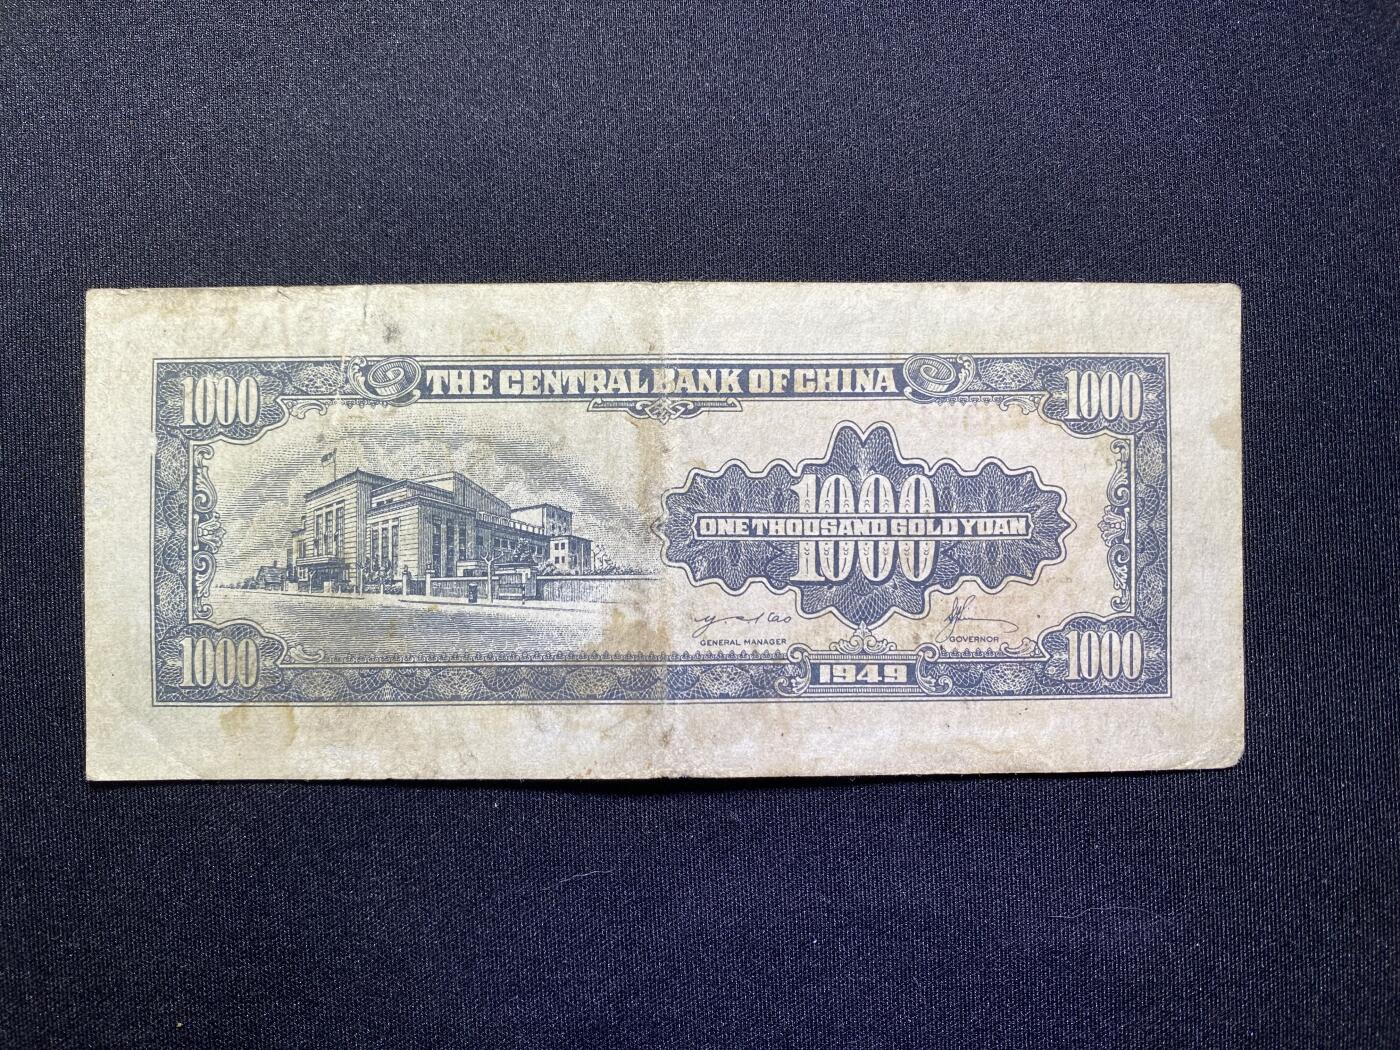 THE CENTRAL BANK OF CHINA
1000 1000
1000
ONE THOUSAND GOLD YUAN
GENERAL MANAGER GOVERNOR
1000 1949 1000